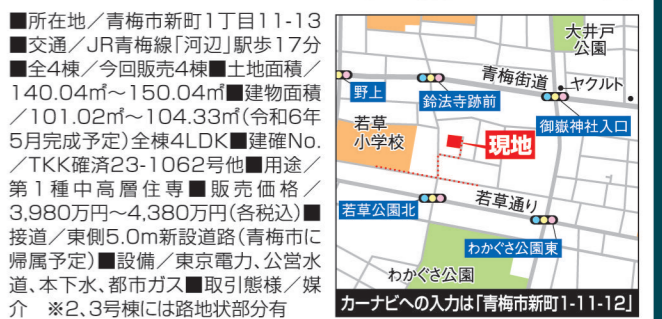 ■所在地／青梅市新町1丁目11-13
■交通／JR青梅線「河辺」駅歩17分
■全4棟／今回販売4棟■土地面積／
140.04㎡〜150.04㎡■建物面積
／101.02㎡〜104.33㎡(令和6年
5月完成予定)全棟4LDK■建確No.
／TKK確済23-1062号他■用途／
第1種中高層住専■販売価格／
3,980万円〜4,380万円(各税込)■
接道／東側5.0m新設道路(青梅市に
帰属予定)■設備／東京電力、公営水
道、本下水、都市ガス■取引態様／媒
介 ※2、3号棟には路地状部分有
大井戸
公園
青梅街道
ヤクルト
野上
鈴法寺跡前
御嶽神社入口
若草
小学校
現地
若草公園北
若草通り
わかぐさ公園東
わかぐさ公園
カーナビへの入力は「青梅市新町1-11-12」